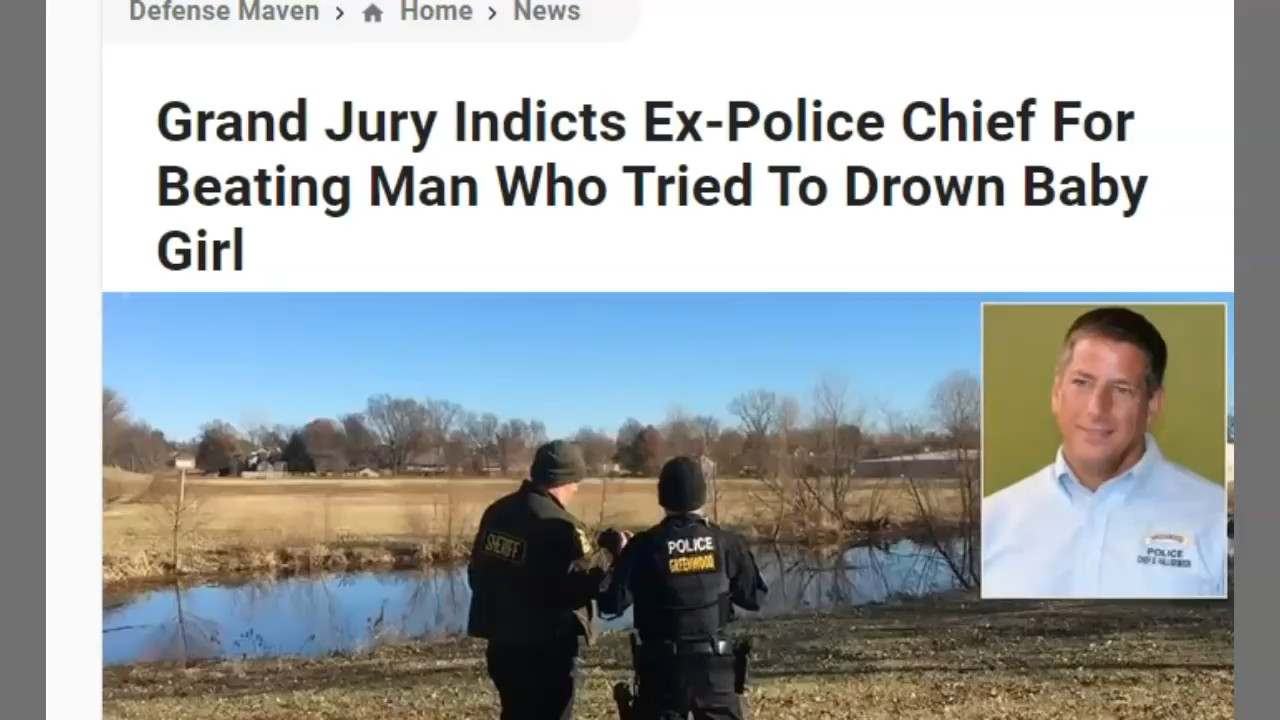 Defense Maven > Home > News
Grand Jury Indicts Ex-Police Chief For
Beating Man Who Tried To Drown Baby
Girl
SHERIFF
POLICE
GREENWOOD
POLICE